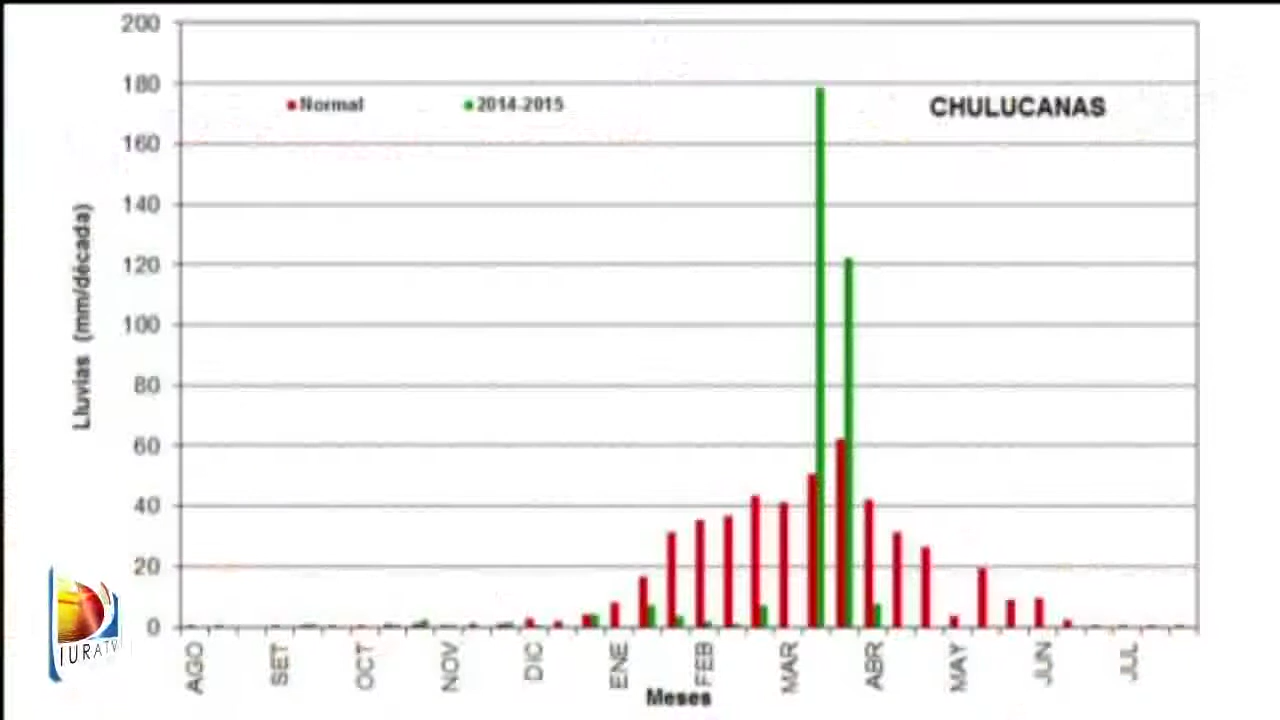 CHULUCANAS
Normal
2014-2015
Lluvias (mm/década)
200
180
160
140
120
100
80
60
40
20
0
AGO
SET
OCT
NOV
DIC
ENE
FEB
MAR
ABR
MAY
JUN
JUL
Meses
IURATV